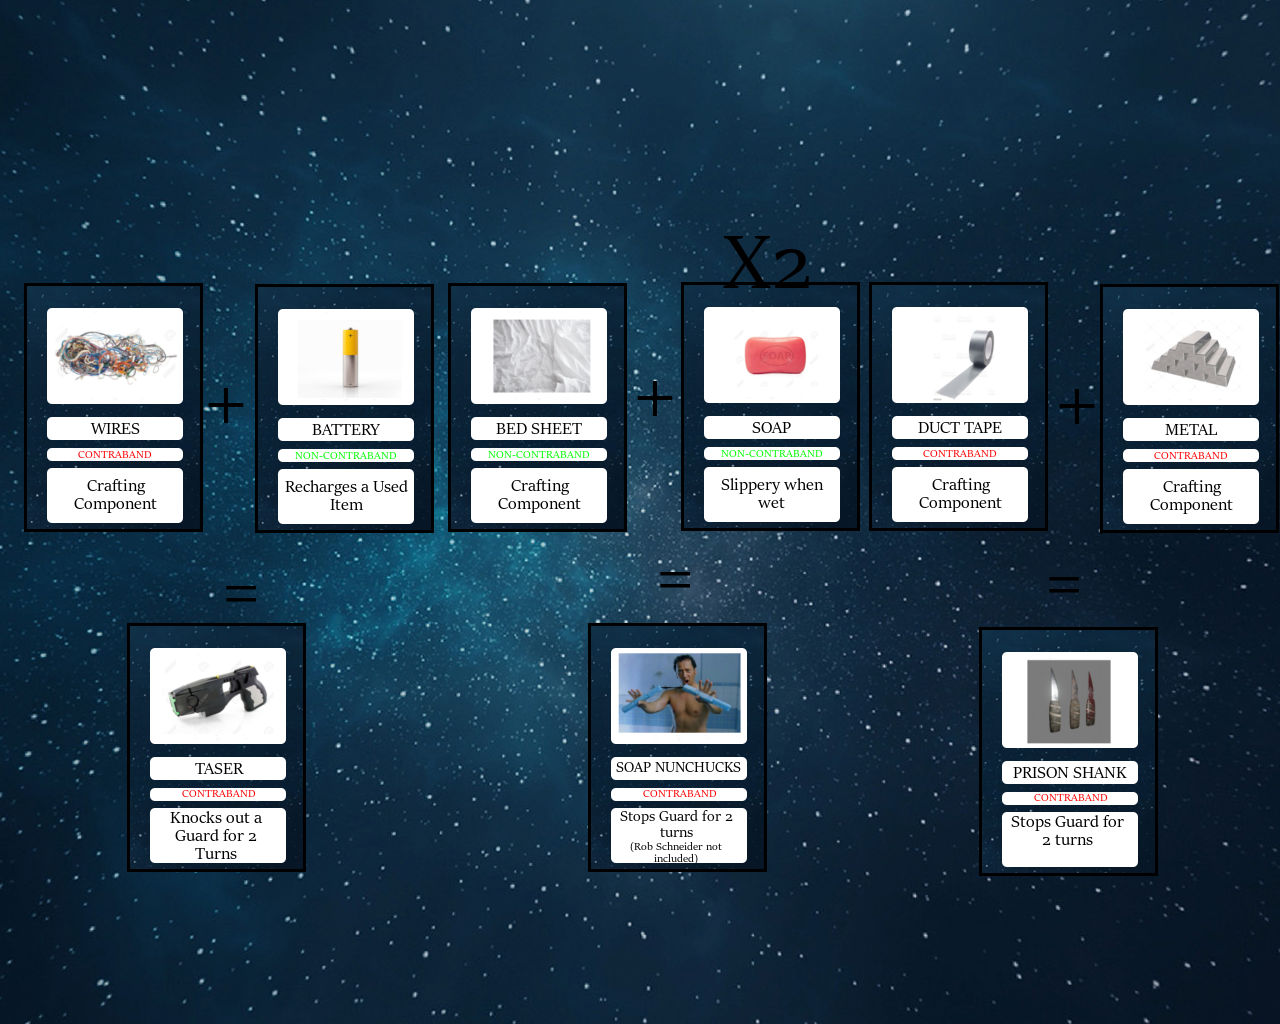 X2
WIRES
CONTRABAND
Crafting
Component
+
BATTERY
NON-CONTRABAND
Recharges a Used
Item
BED SHEET
NON-CONTRABAND
Crafting
Component
+
SOAP
SOAP
NON-CONTRABAND
Slippery when
wet
DUCT TAPE
CONTRABAND
Crafting
Component
+
METAL
CONTRABAND
Crafting
Component
=
=
=
TASER
CONTRABAND
Knocks out a
Guard for 2
Turns
SOAP NUNCHUCKS
CONTRABAND
Stops Guard for 2
turns
(Rob Schneider not
included)
PRISON SHANK
CONTRABAND
Stops Guard for
2 turns